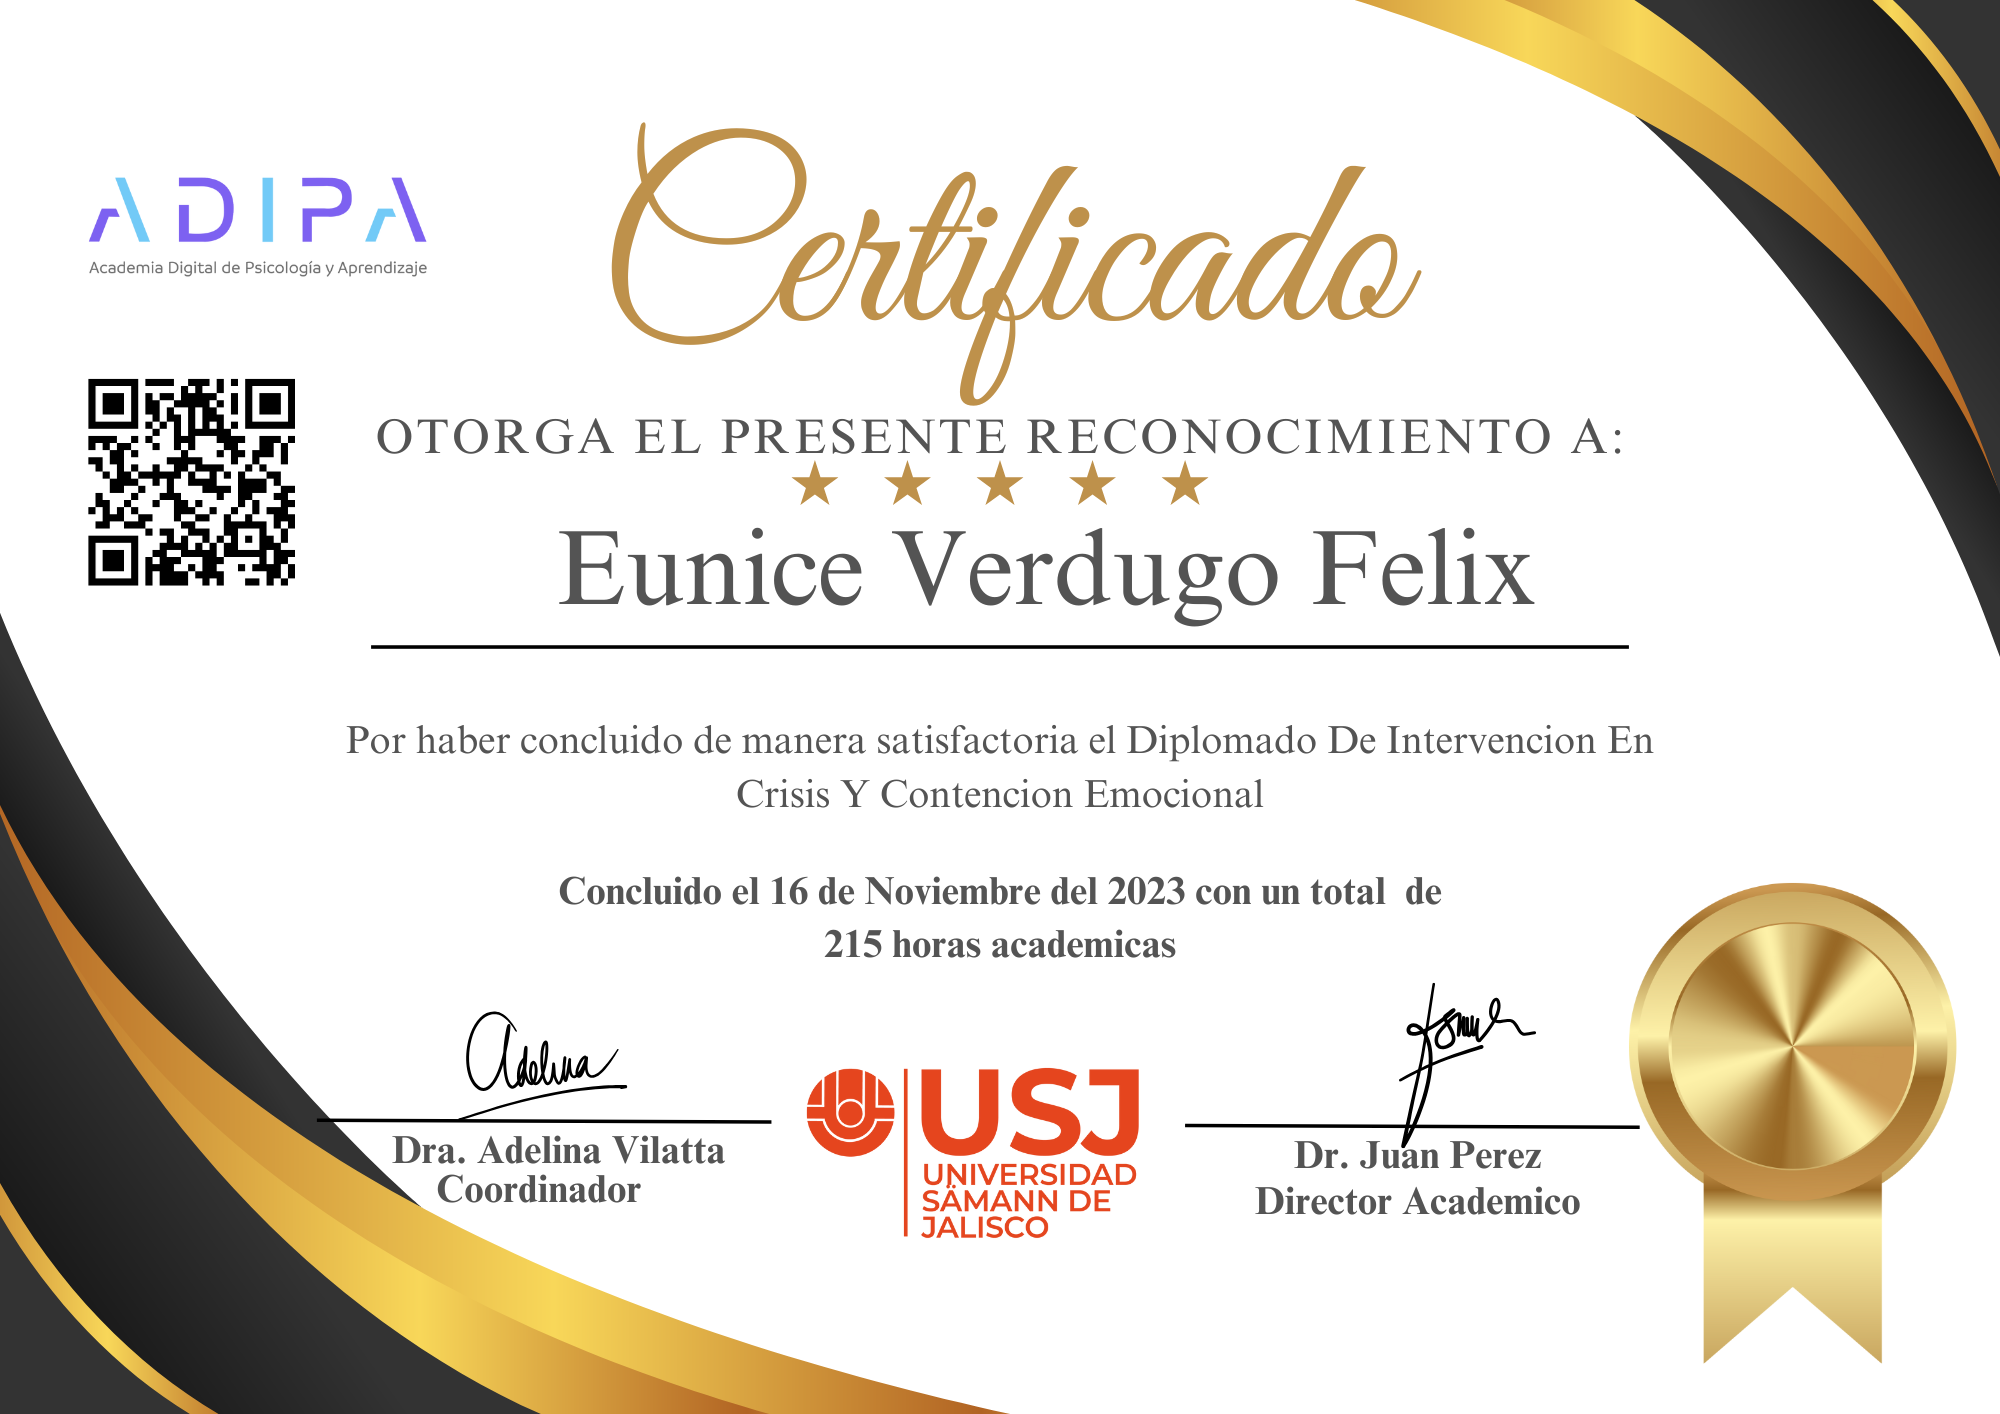 ADIPA
Academia Digital de Psicología y Aprendizaje
Certificado
OTORGA EL PRESENTE RECONOCIMIENTO A:
Eunice Verdugo Felix
Por haber concluido de manera satisfactoria el Diplomado De Intervencion En
Crisis Y Contencion Emocional
Concluido el 16 de Noviembre del 2023 con un total de
215 horas academicas
Adelina
Dra. Adelina Vilatta
Coordinador
USJ
UNIVERSIDAD
SÄMANN DE
JALISCO
Dr. Juan Perez
Director Academico